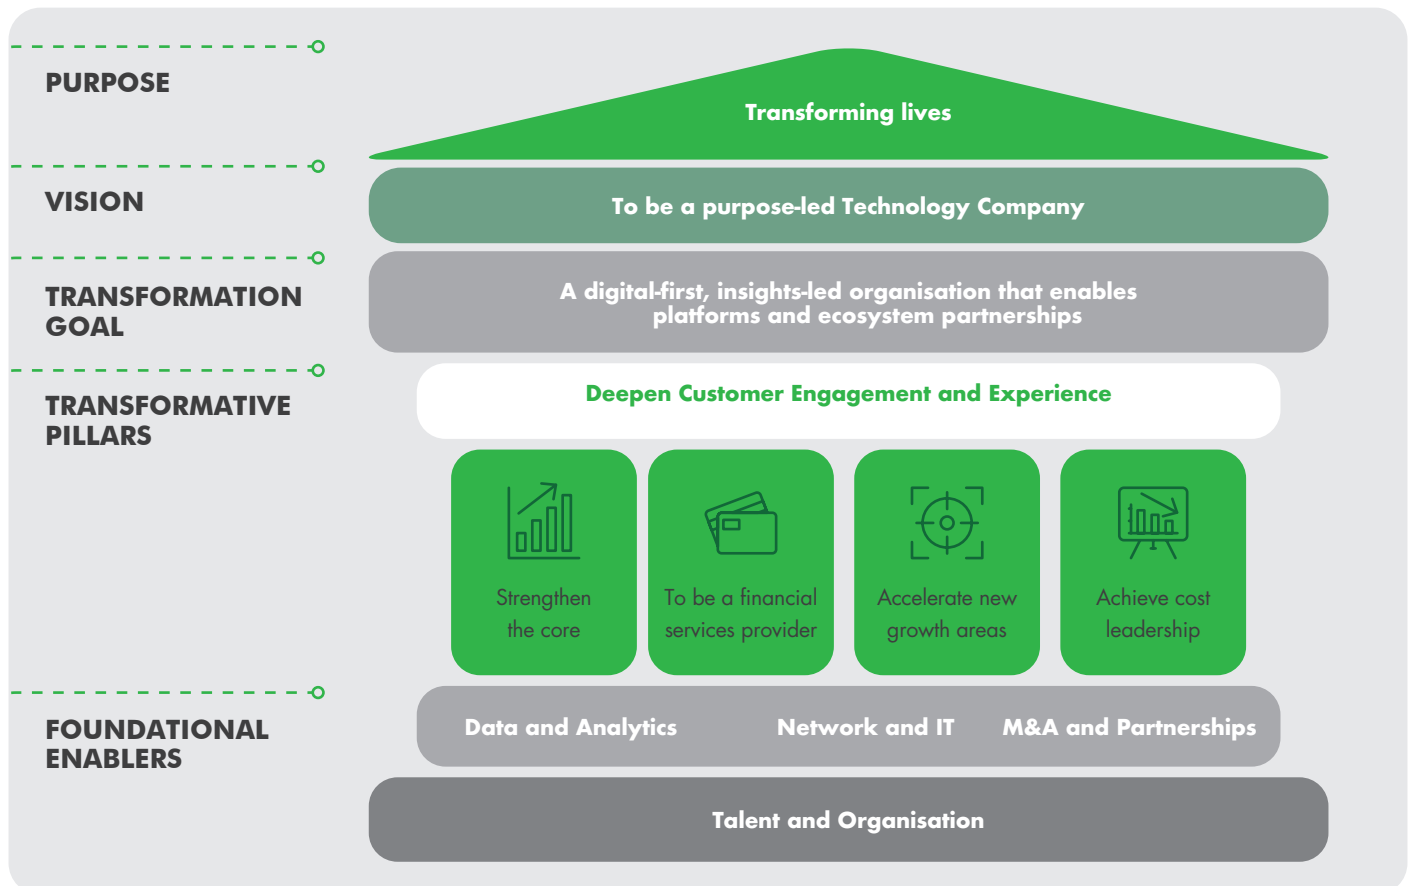 PURPOSE
Transforming lives
VISION
To be a purpose-led Technology Company
TRANSFORMATION
GOAL
A digital-first, insights-led organisation that enables
platforms and ecosystem partnerships
TRANSFORMATIVE
PILLARS
Deepen Customer Engagement and Experience
Strengthen
the core
To be a financial
services provider
Accelerate new
growth areas
Achieve cost
leadership
FOUNDATIONAL
ENABLERS
Data and Analytics
Network and IT
M&A and Partnerships
Talent and Organisation